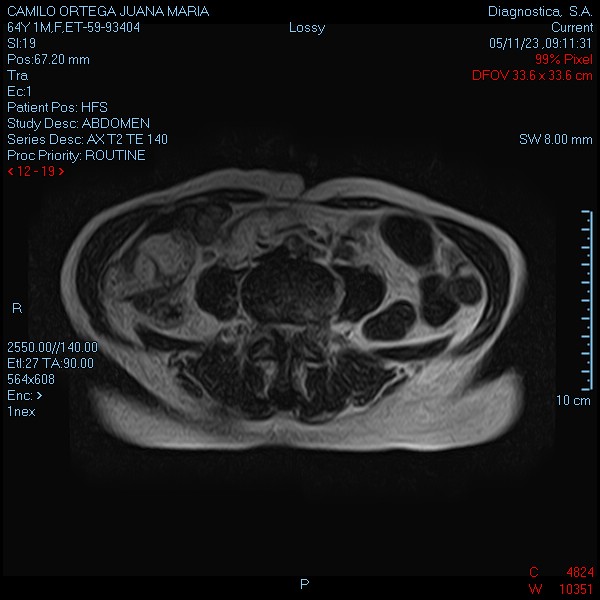 CAMILO ORTEGA JUANA MARIA
64Y 1M,F,ET-59-93404
Sl:19
Pos:67.20 mm
Tra
Ec:1
Patient Pos: HFS
Study Desc: ABDOMEN
Series Desc: AX T2 TE 140
Proc Priority: ROUTINE
< 12 - 19 >
Lossy
Diagnostica, S.A.
Current
05/11/23 ,09:11:31
99% Pixel
DFOV 33.6 x 33.6 cm
SW 8.00 mm
R
2550.00//140.00
Etl:27 TA:90.00
564x608
Enc: >
1nex
10 cm
P
C 4824
W 10351